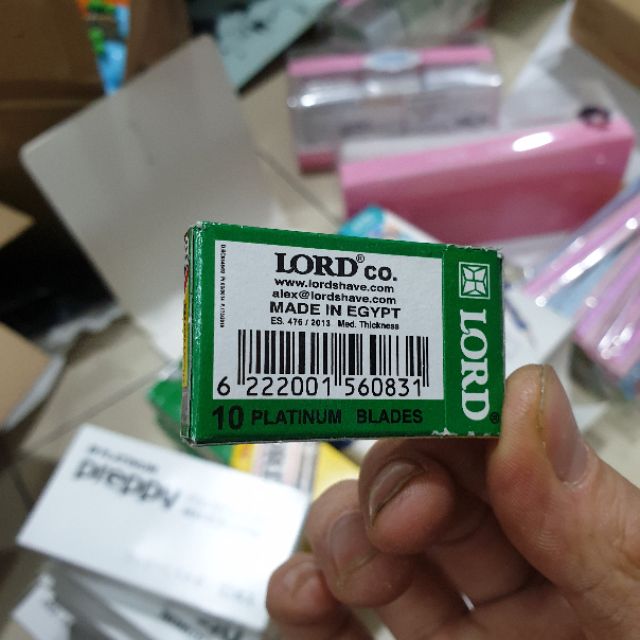 LORD® co.
www.lordshave.com
alex@lordshave.com
MADE IN EGYPT
ES. 476 / 2013 Med. Thickness
6 222001 560831
10 PLATINUM BLADES
LORD®